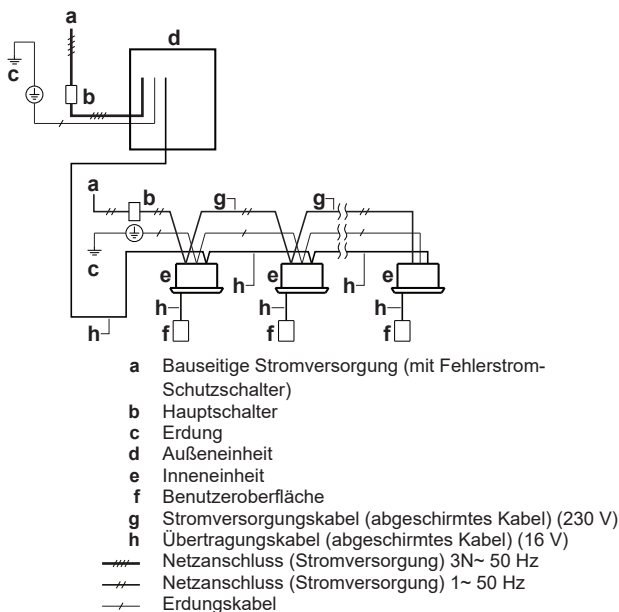 a
d
c
b
a
b
g
g
c
e
h
e
h
e
h
h
h
h
f
f
f
a Bauseitige Stromversorgung (mit Fehlerstrom-
Schutzschalter)
b Hauptschalter
c Erdung
d Außeneinheit
e Inneneinheit
f Benutzeroberfläche
g Stromversorgungskabel (abgeschirmtes Kabel) (230 V)
h Übertragungskabel (abgeschirmtes Kabel) (16 V)
Netzanschluss (Stromversorgung) 3N~ 50 Hz
Netzanschluss (Stromversorgung) 1~ 50 Hz
Erdungskabel